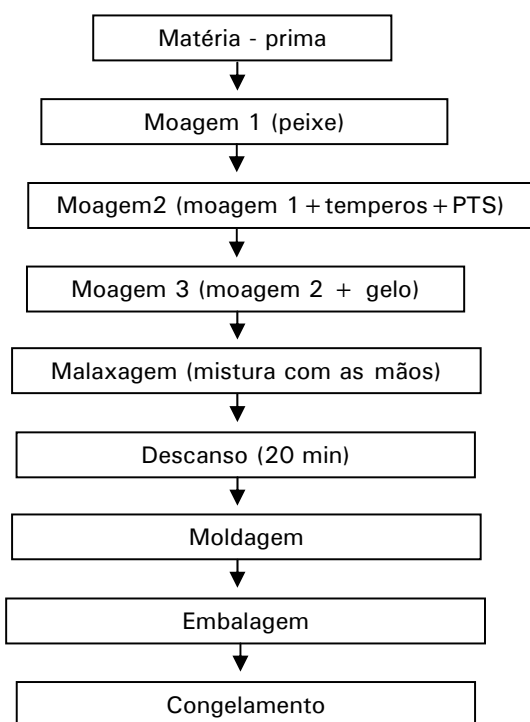 Matéria - prima
Moagem 1 (peixe)
Moagem2 (moagem 1+temperos+PTS)
Moagem 3 (moagem 2 + gelo)
Malaxagem (mistura com as mãos)
Descanso (20 min)
Moldagem
Embalagem
Congelamento